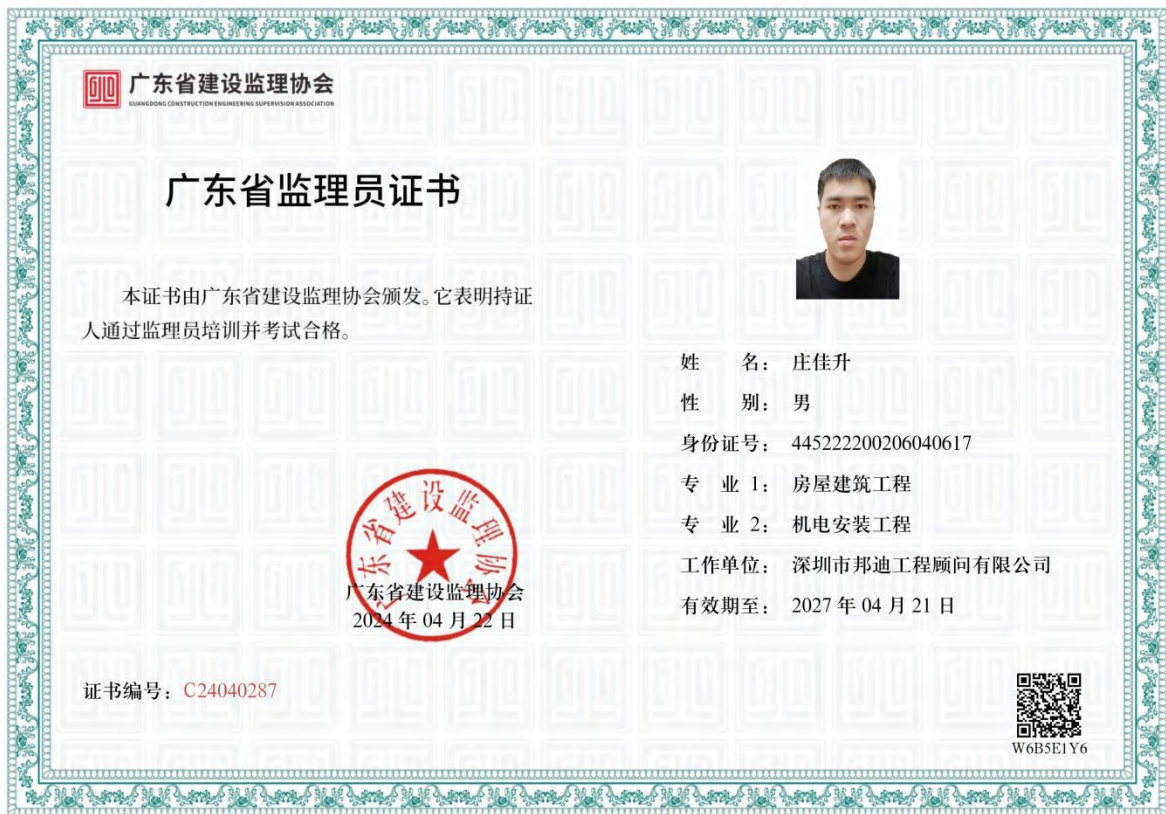 广东省建设监理协会
GUANGDONG CONSTRUCTION ENGINEERING SUPERVISION ASSOCIATION
广东省监理员证书
本证书由广东省建设监理协会颁发。它表明持证
人通过监理员培训并考试合格。
姓 名： 庄佳升
性 别： 男
身份证号： 445222200206040617
专 业 1： 房屋建筑工程
专 业 2： 机电安装工程
工作单位： 深圳市邦迪工程顾问有限公司
有效期至： 2027 年 04 月 21 日
广东省建设监理协会
广东省建设监理协会
2024 年 04 月 22 日
证书编号：C24040287
W6B5E1Y6